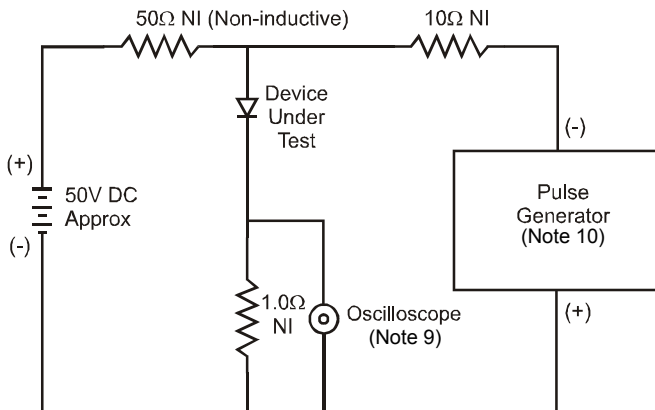 50Ω NI (Non-inductive)
10Ω NI
Device
Under
Test
(+)
50V DC
Approx
(-)
(-)
Pulse
Generator
(Note 10)
(+)
1.0Ω
NI
Oscilloscope
(Note 9)